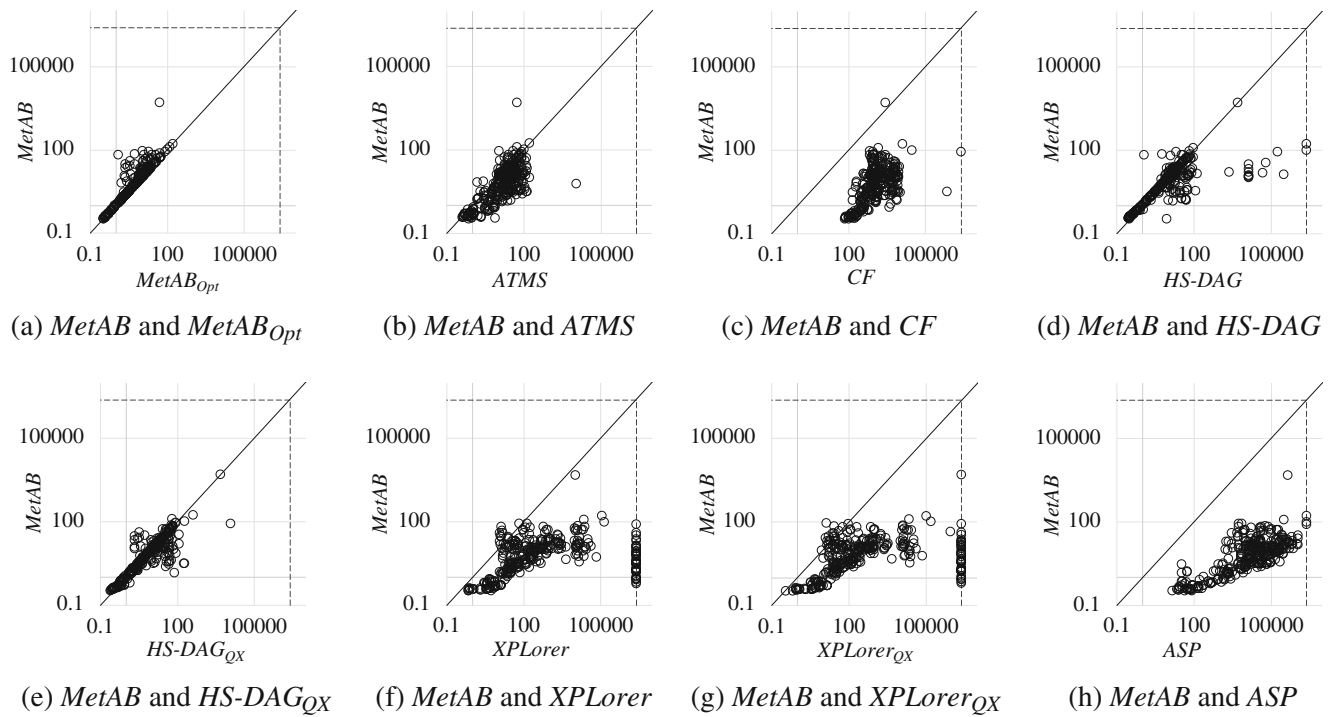 100000
MetAB
100
0.1
0.1 100 100000
MetAB_Opt
(a) MetAB and MetAB_Opt
100000
MetAB
100
0.1
0.1 100 100000
ATMS
(b) MetAB and ATMS
100000
MetAB
100
0.1
0.1 100 100000
CF
(c) MetAB and CF
100000
MetAB
100
0.1
0.1 100 100000
HS-DAG
(d) MetAB and HS-DAG
100000
MetAB
100
0.1
0.1 100 100000
HS-DAG_QX
(e) MetAB and HS-DAG_QX
100000
MetAB
100
0.1
0.1 100 100000
XPLorer
(f) MetAB and XPLorer
100000
MetAB
100
0.1
0.1 100 100000
XPLorer_QX
(g) MetAB and XPLorer_QX
100000
MetAB
100
0.1
0.1 100 100000
ASP
(h) MetAB and ASP